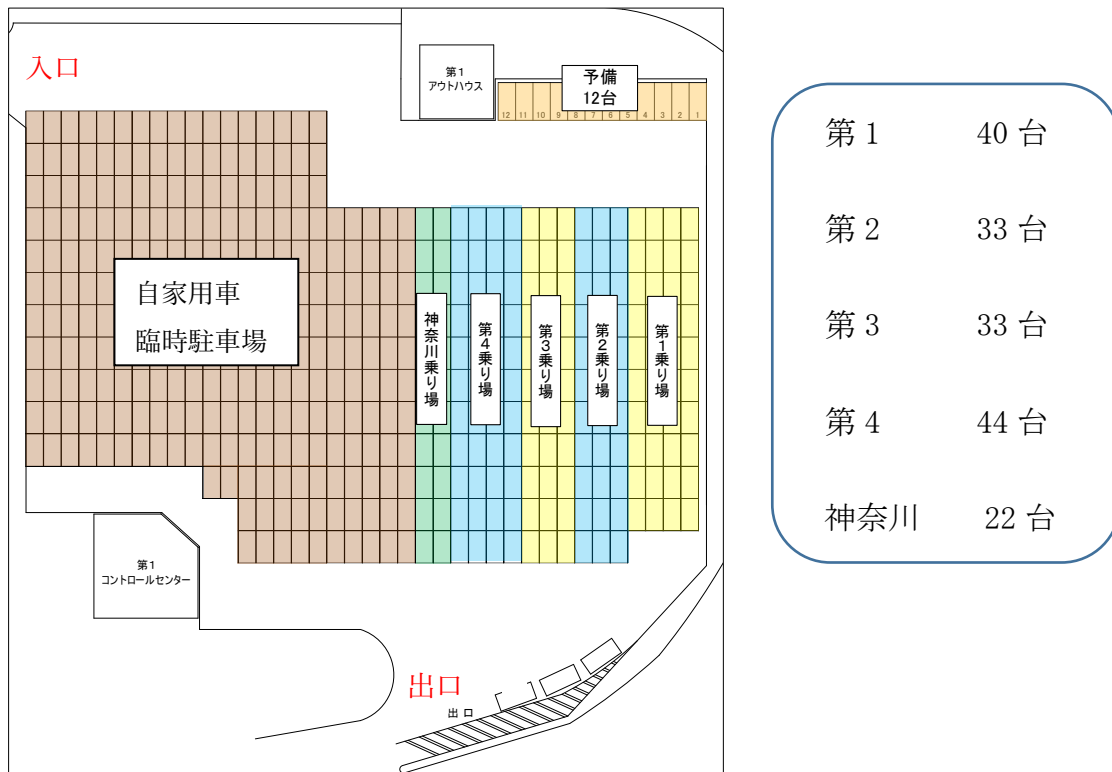 入口
第1
アウトハウス
予備
12台
12 11 10 9 8 7 6 5 4 3 2 1
自家用車
臨時駐車場
神奈川乗り場
第4乗り場
第3乗り場
第2乗り場
第1乗り場
第1
コントロールセンター
出口
出口
第1 40台
第2 33台
第3 33台
第4 44台
神奈川 22台